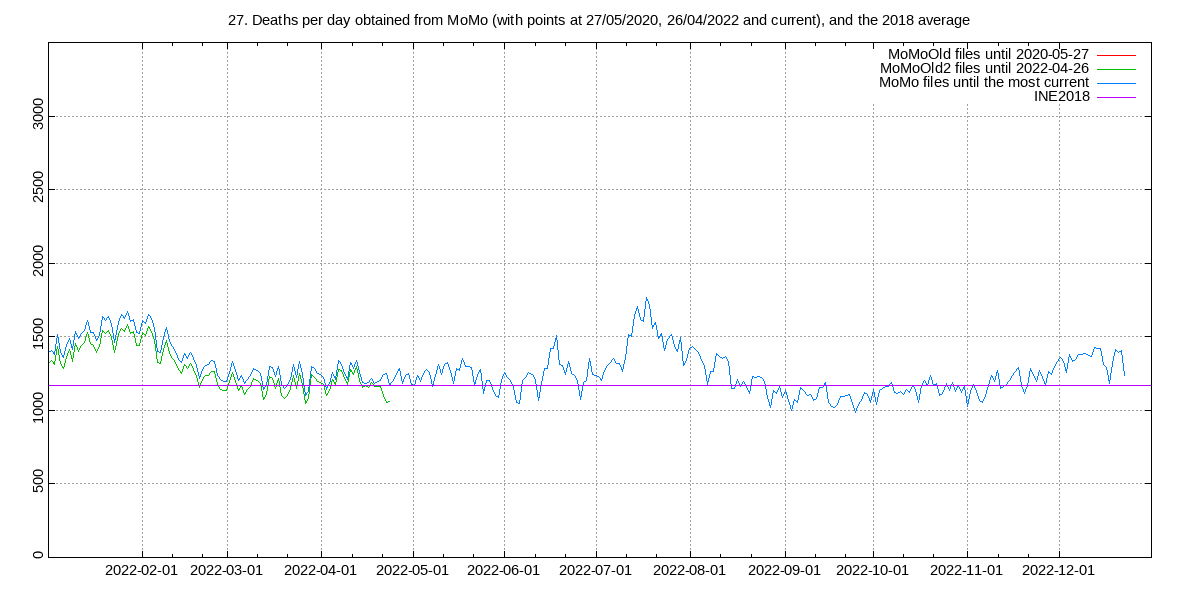 27. Deaths per day obtained from MoMo (with points at 27/05/2020, 26/04/2022 and current), and the 2018 average
MoMoOld files until 2020-05-27
MoMoOld2 files until 2022-04-26
MoMo files until the most current
INE2018
3000
2500
2000
1500
1000
500
0
2022-02-01 2022-03-01 2022-04-01 2022-05-01 2022-06-01 2022-07-01 2022-08-01 2022-09-01 2022-10-01 2022-11-01 2022-12-01